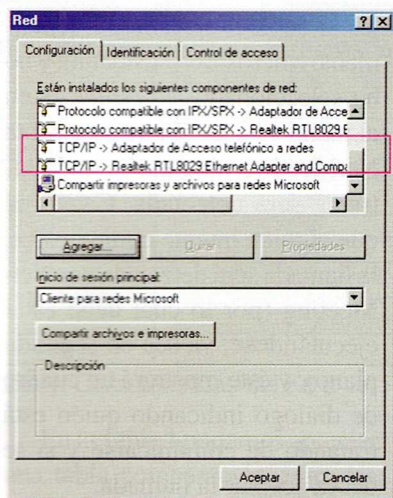 Red
Configuración
Identificación
Control de acceso
Están instalados los siguientes componentes de red:
Protocolo compatible con IPX/SPX -> Adaptador de Acce
Protocolo compatible con IPX/SPX -> Realtek RTL8029 E
TCP/IP -> Adaptador de Acceso telefónico a redes
TCP/IP -> Realtek RTL8029 Ethernet Adapter and Compa
Compartir impresoras y archivos para redes Microsoft
Agregar...
Quitar
Propiedades
Inicio de sesión principal:
Cliente para redes Microsoft
Compartir archivos e impresoras...
Descripción
Aceptar
Cancelar